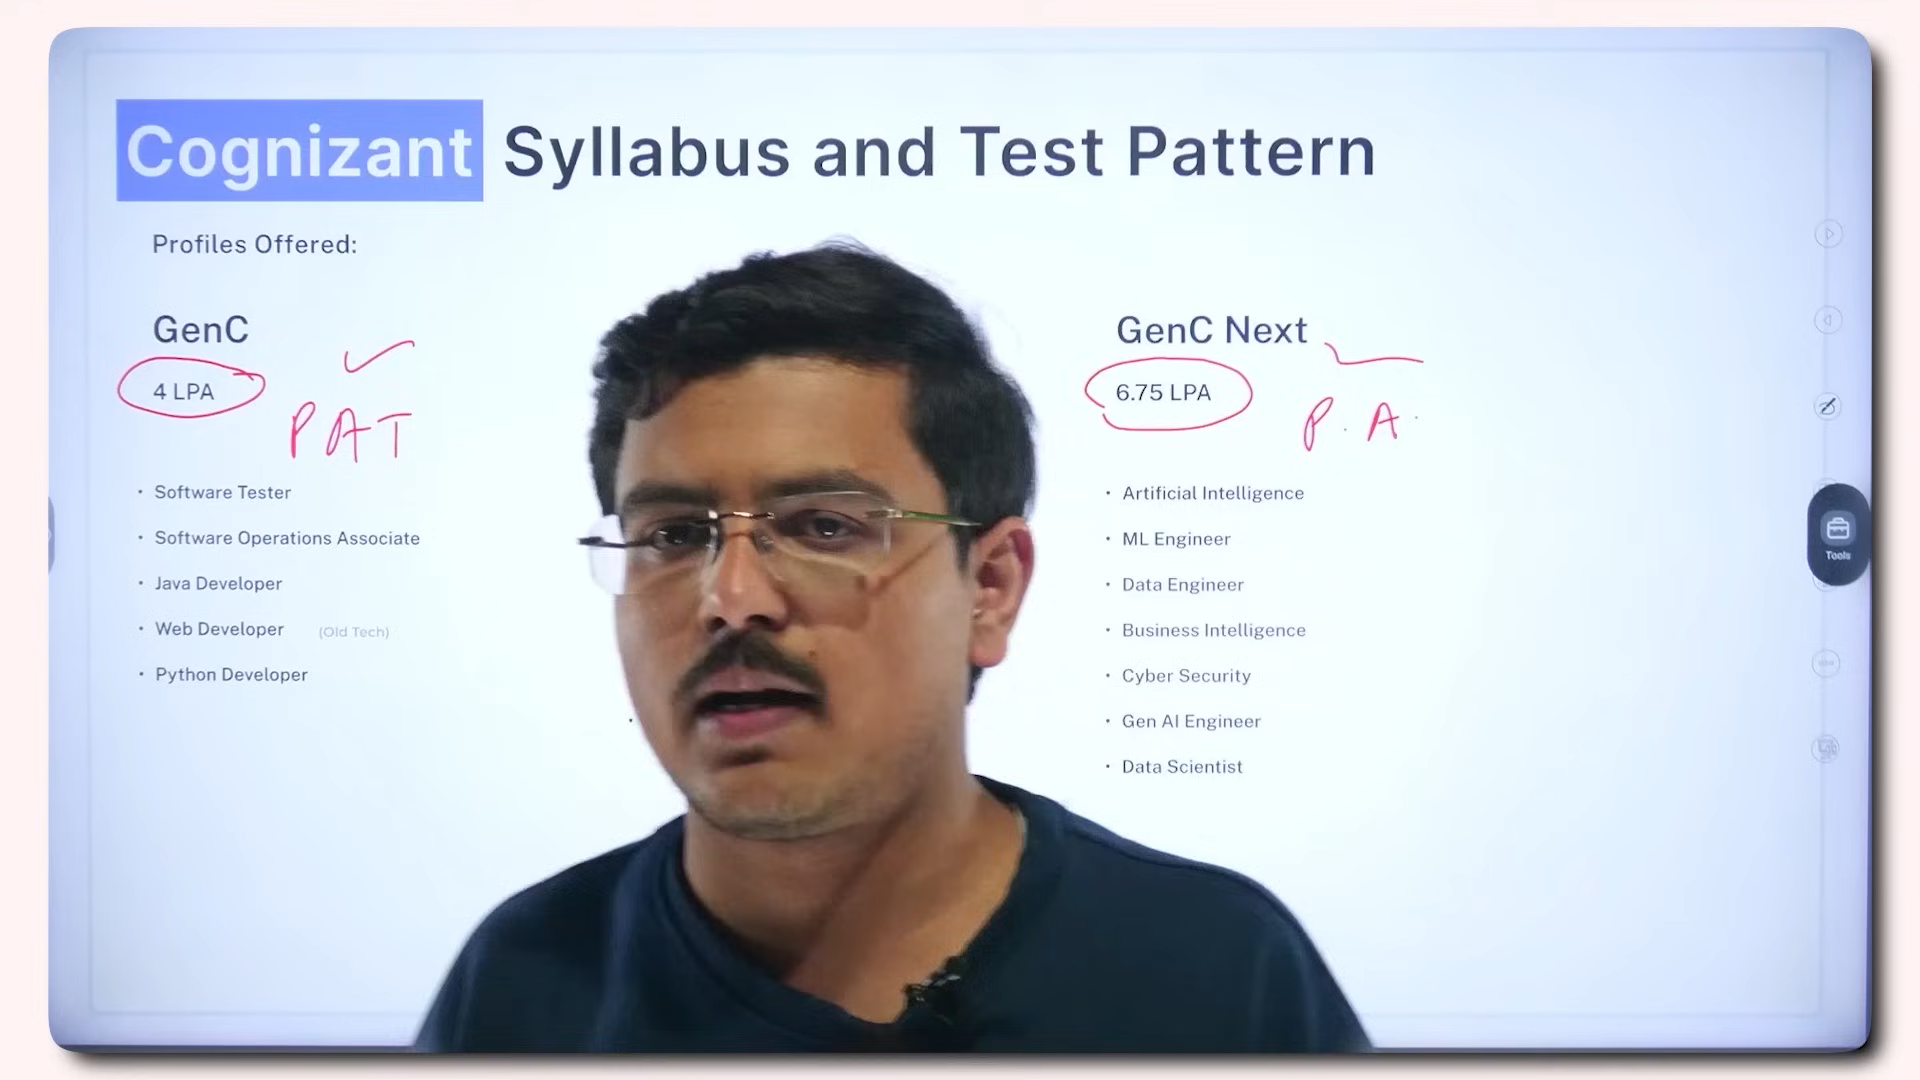 Cognizant Syllabus and Test Pattern
Profiles Offered:
GenC
4 LPA
PAT
• Software Tester
• Software Operations Associate
• Java Developer
• Web Developer (Old Tech)
• Python Developer
GenC Next
6.75 LPA
P. A.
• Artificial Intelligence
• ML Engineer
• Data Engineer
• Business Intelligence
• Cyber Security
• Gen AI Engineer
• Data Scientist
Tools